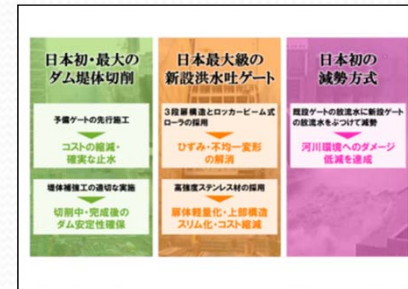 日本初・最大の
ダム堤体切削
予備ゲートの先行施工
コストの縮減・
確実な止水
堤体補強工の適切な実施
切削中・完成後の
ダム安定性確保
日本最大級の
新設洪水吐ゲート
3段扉構造とロッカービーム式
ローラの採用
ひずみ・不均一変形
の解消
高強度ステンレス材の採用
扉体軽量化・上部構造
スリム化・コスト縮減
日本初の
減勢方式
既設ゲートの放流水に新設ゲート
の放流水をぶつけて減勢
河川環境へのダメージ
低減を達成